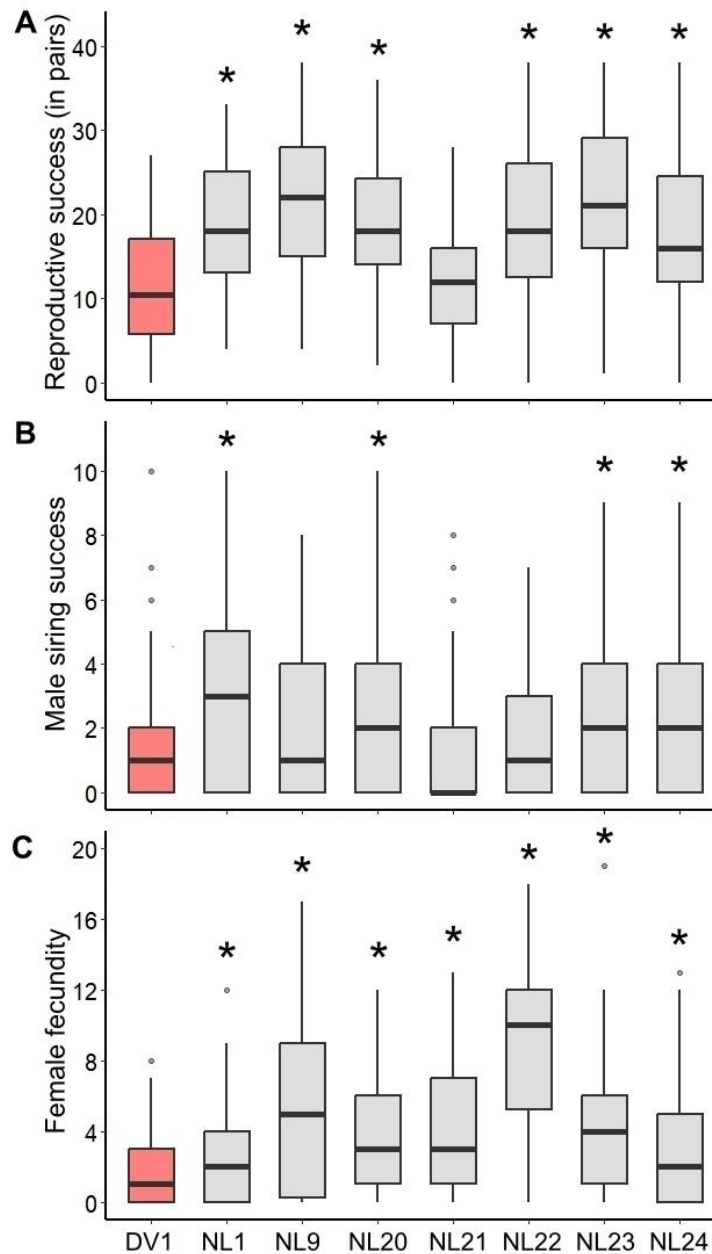 A
Reproductive success (in pairs)
40
30
20
10
0
* * * * * *
B
Male siring success
10
8
6
4
2
0
* * * *
C
Female fecundity
20
16
12
8
4
0
* * * * * * *
DV1 NL1 NL9 NL20 NL21 NL22 NL23 NL24